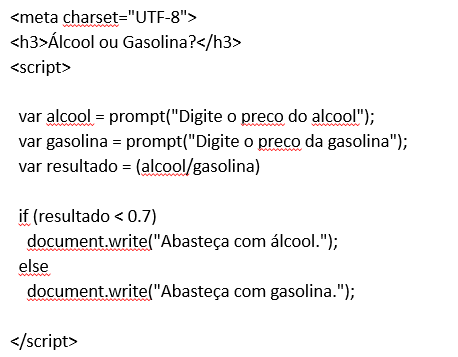 <meta charset="UTF-8">
<h3>Álcool ou Gasolina?</h3>
<script>
var alcool = prompt("Digite o preco do alcool");
var gasolina = prompt("Digite o preco da gasolina");
var resultado = (alcool/gasolina)
if (resultado < 0.7)
document.write("Abasteça com álcool.");
else
document.write("Abasteça com gasolina.");
</script>